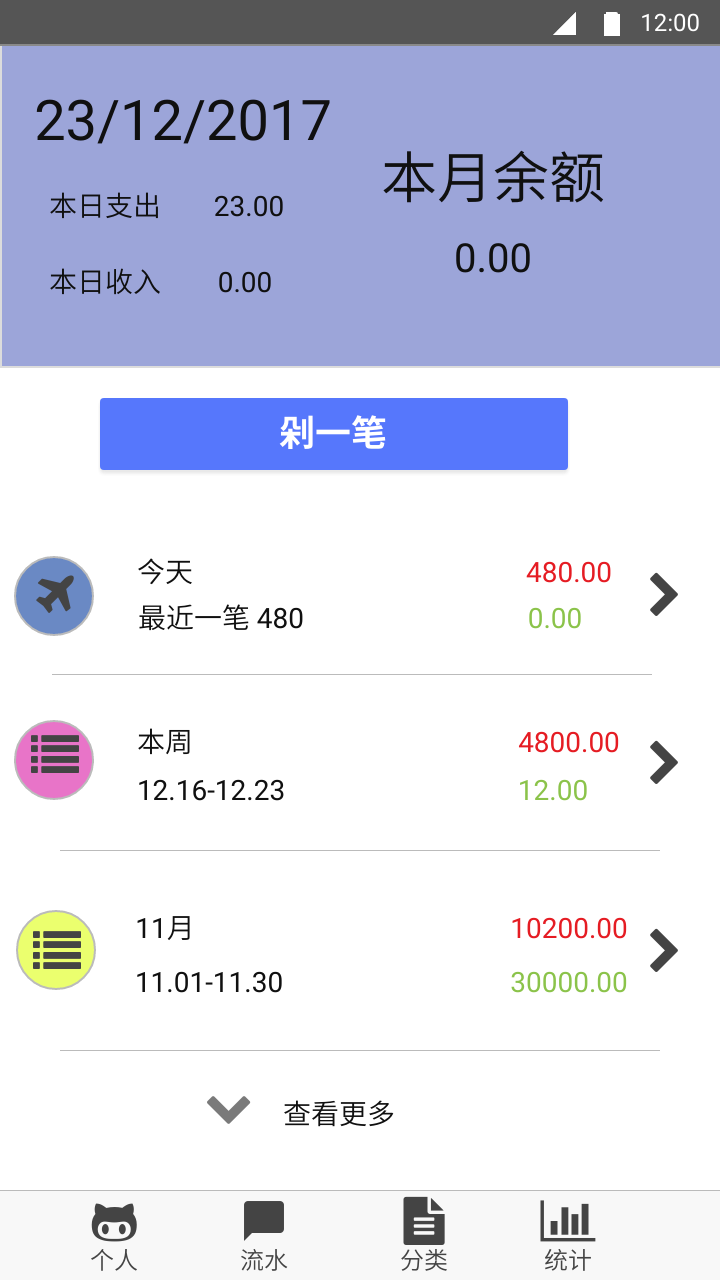 12:00
23/12/2017
本月余额
本日支出 23.00
0.00
本日收入 0.00
剁一笔
今天 480.00
最近一笔 480 0.00
本周 4800.00
12.16-12.23 12.00
11月 10200.00
11.01-11.30 30000.00
查看更多
个人 流水 分类 统计